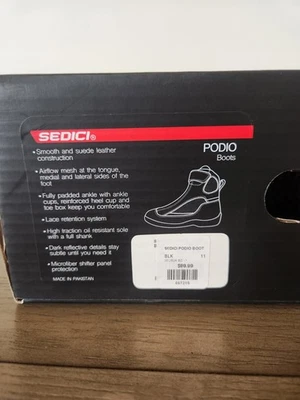 SEDICI®
• Smooth and suede leather
construction
• Airflow mesh at the tongue,
medial and lateral sides of the
foot
• Fully padded ankle with ankle
cups, reinforced heel cup and
toe box keep you comfortable
• Lace retention system
• High traction oil resistant sole
with a full shank
• Dark reflective details stay
subtle until you need it
• Microfiber shifter panel
protection
MADE IN PAKISTAN
PODIO
Boots
BLK 11